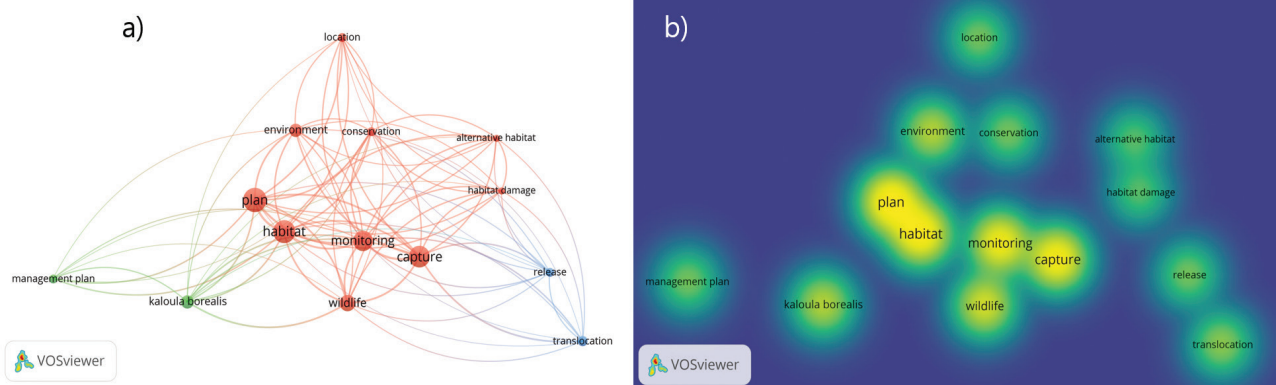 a)
location
environment
conservation
alternative habitat
habitat damage
plan
habitat
monitoring
capture
release
management plan
kaloula borealis
wildlife
translocation
VOSviewer
b)
location
environment
conservation
alternative habitat
habitat damage
plan
habitat
monitoring
capture
release
management plan
kaloula borealis
wildlife
translocation
VOSviewer